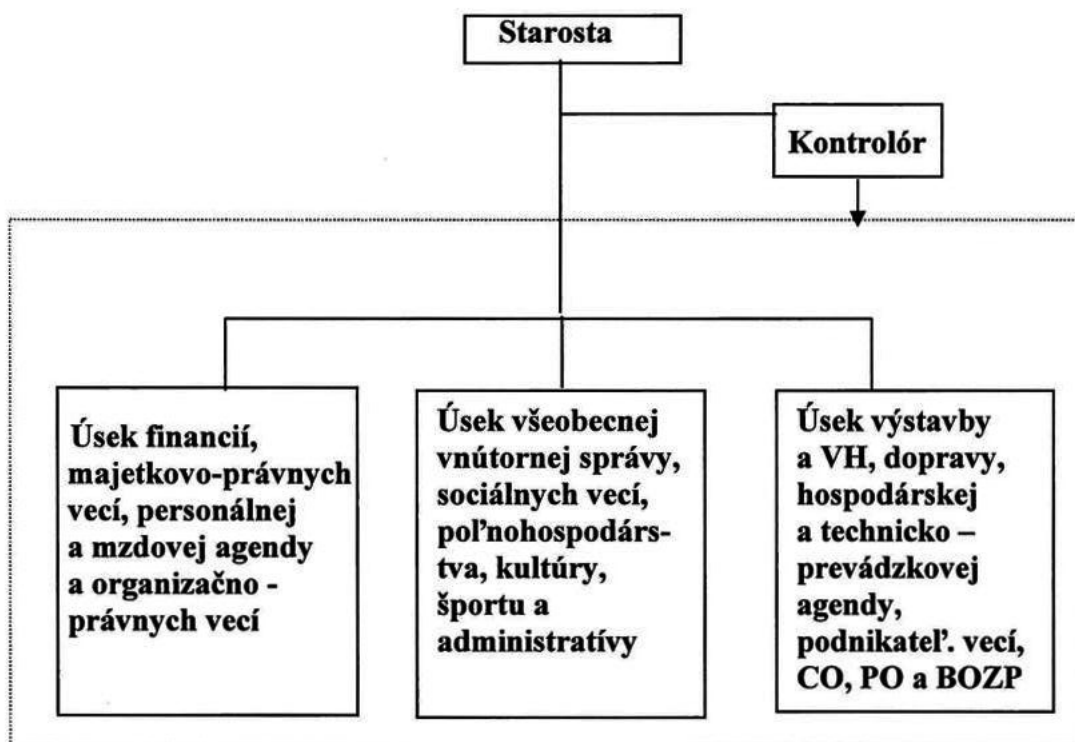 Starosta
Kontrolór
Úsek financií,
majetkovo-právnych
vecí, personálnej
a mzdovej agendy
a organizačno -
právnych vecí
Úsek všeobecnej
vnútornej správy,
sociálnych vecí,
poľnohospodárs-
tva, kultúry,
športu a
administratívy
Úsek výstavby
a VH, dopravy,
hospodárskej
a technicko –
prevádzkovej
agendy,
podnikateľ. vecí,
CO, PO a BOZP